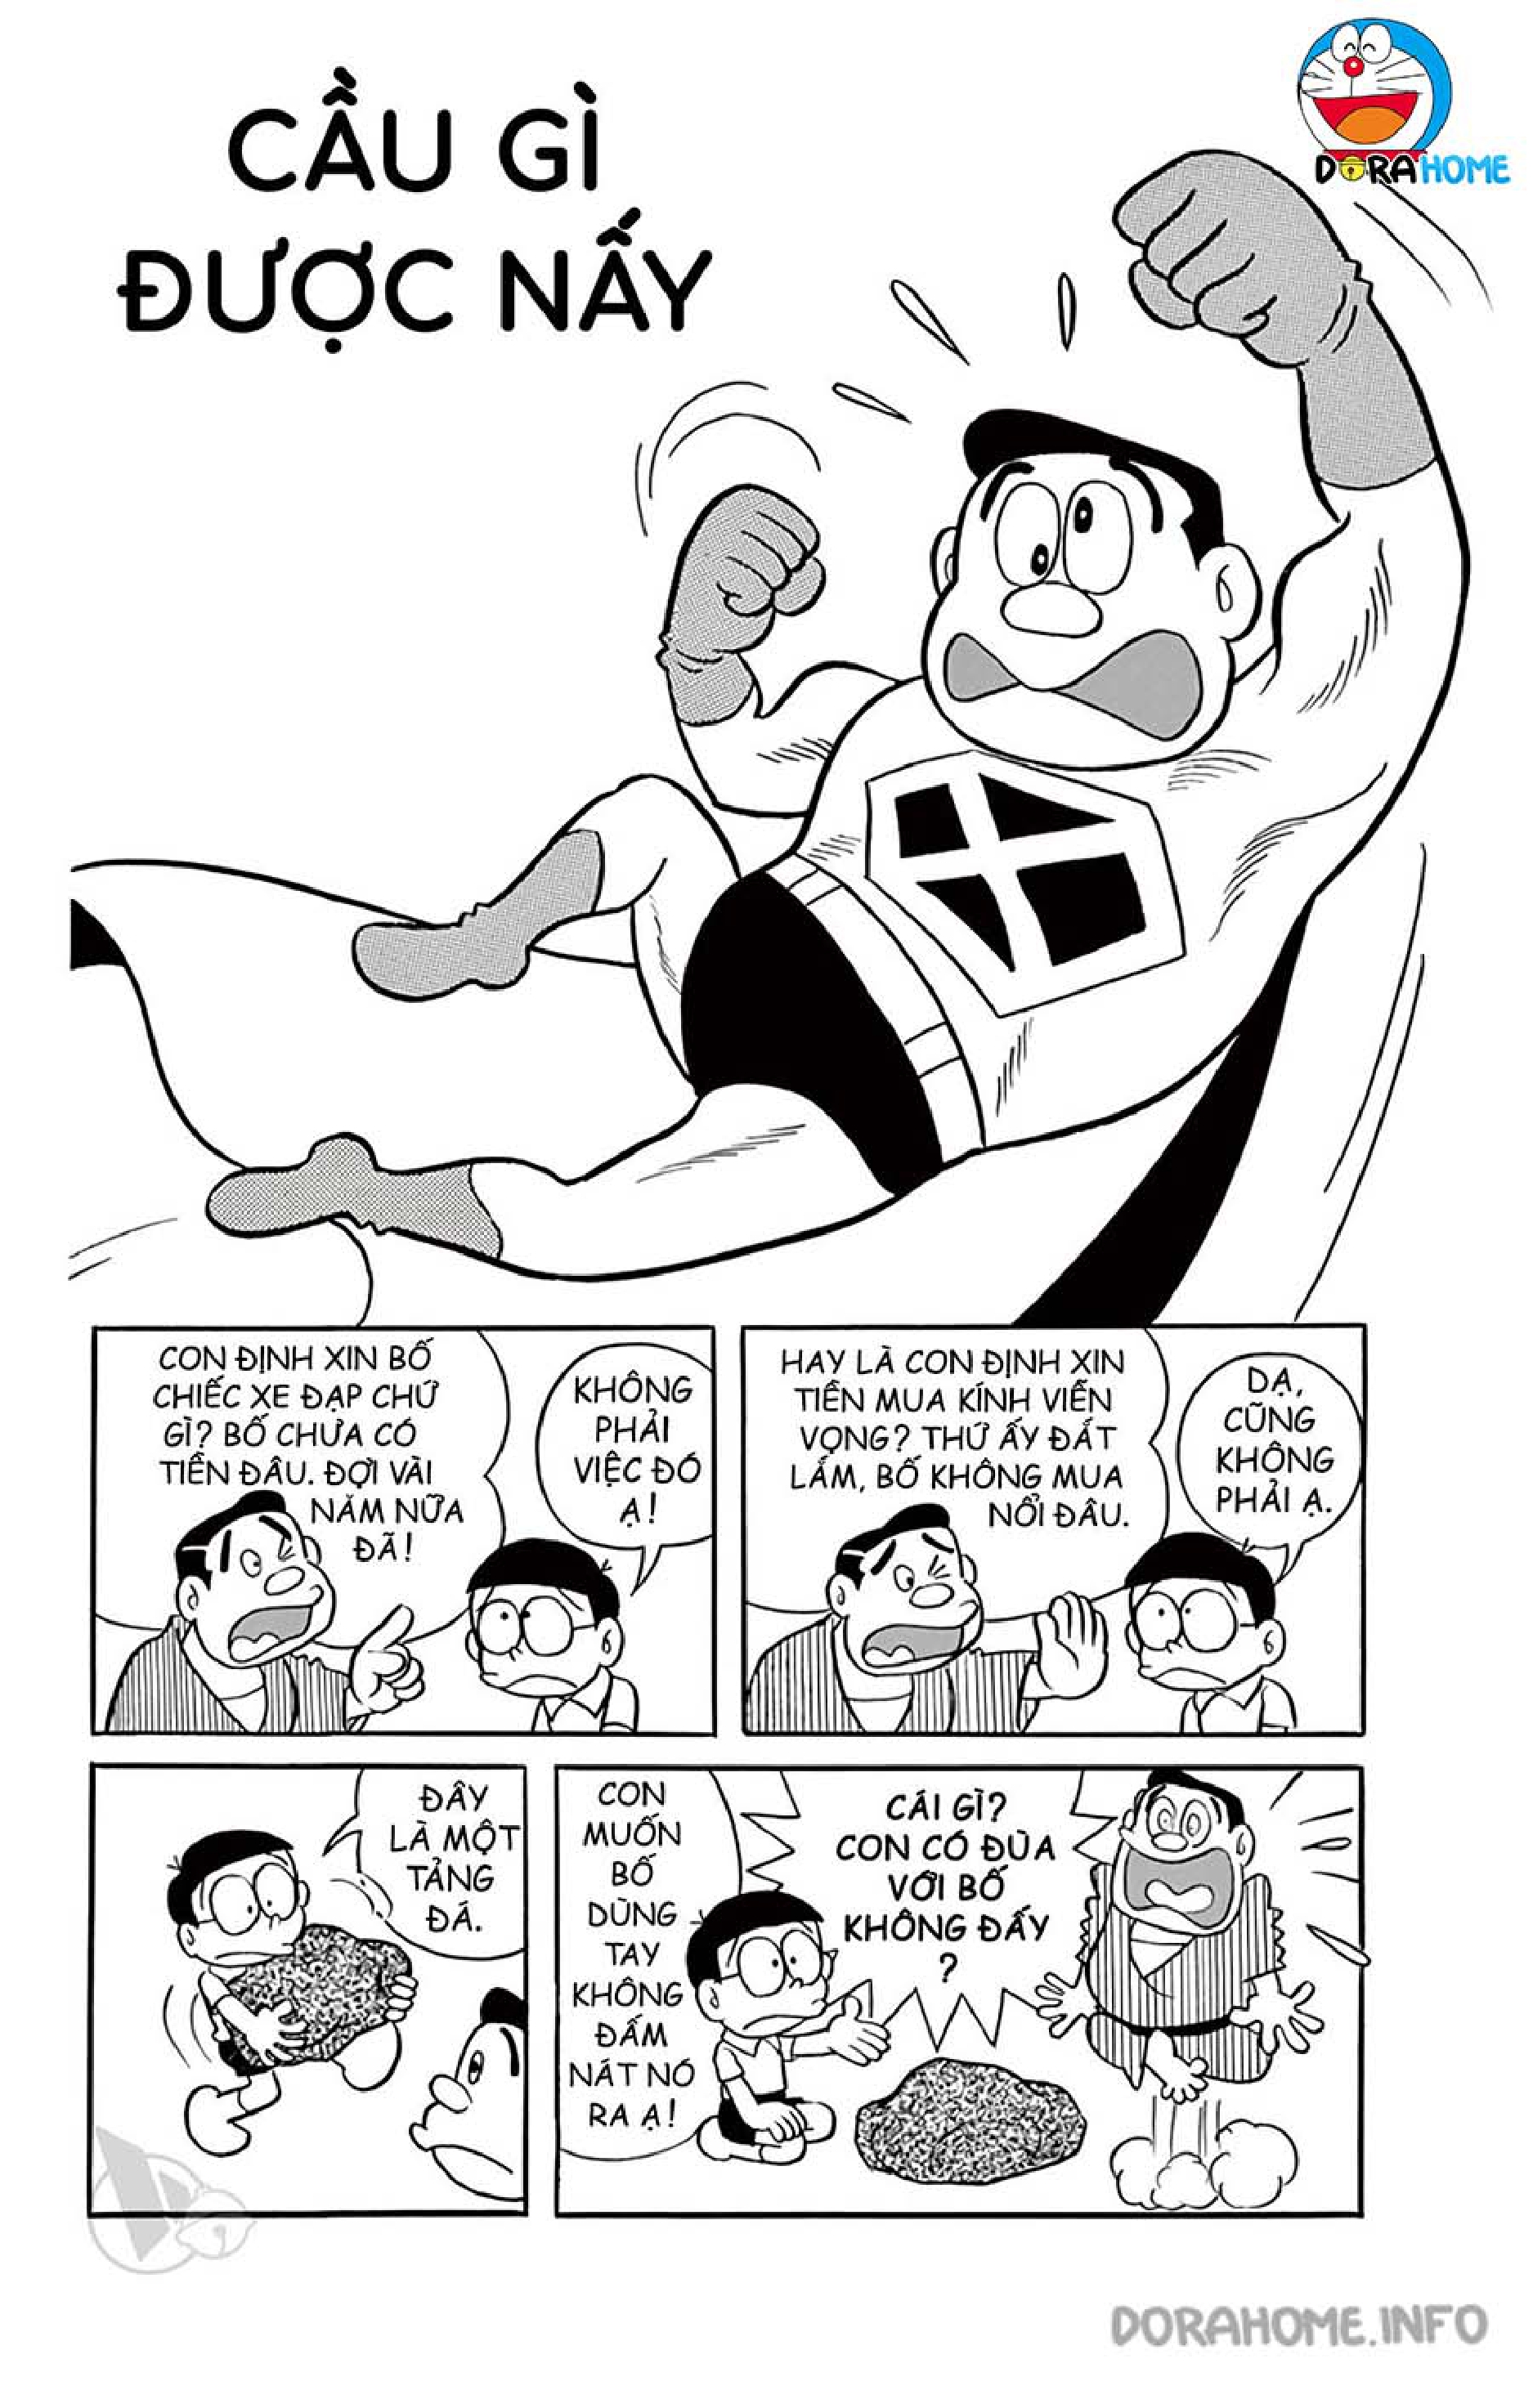 DORAHOME
CẦU GÌ
ĐƯỢC NẤY
CON ĐỊNH XIN BỐ
CHIẾC XE ĐẠP CHỨ
GÌ? BỐ CHƯA CÓ
TIỀN ĐÂU. ĐỢI VÀI
NĂM NỮA
ĐÃ!
KHÔNG
PHẢI
VIỆC ĐÓ
Ạ!
HAY LÀ CON ĐỊNH XIN
TIỀN MUA KÍNH VIỄN
VỌNG? THỨ ẤY ĐẮT
LẮM, BỐ KHÔNG MUA
NỔI ĐÂU.
DẠ,
CŨNG
KHÔNG
PHẢI Ạ.
ĐÂY
LÀ MỘT
TẢNG
ĐÁ.
CON
MUỐN
BỐ
DÙNG
TAY
KHÔNG
ĐẤM
NÁT NÓ
RA Ạ!
CÁI GÌ?
CON CÓ ĐÙA
VỚI BỐ
KHÔNG ĐẤY
?
DORAHOME.INFO